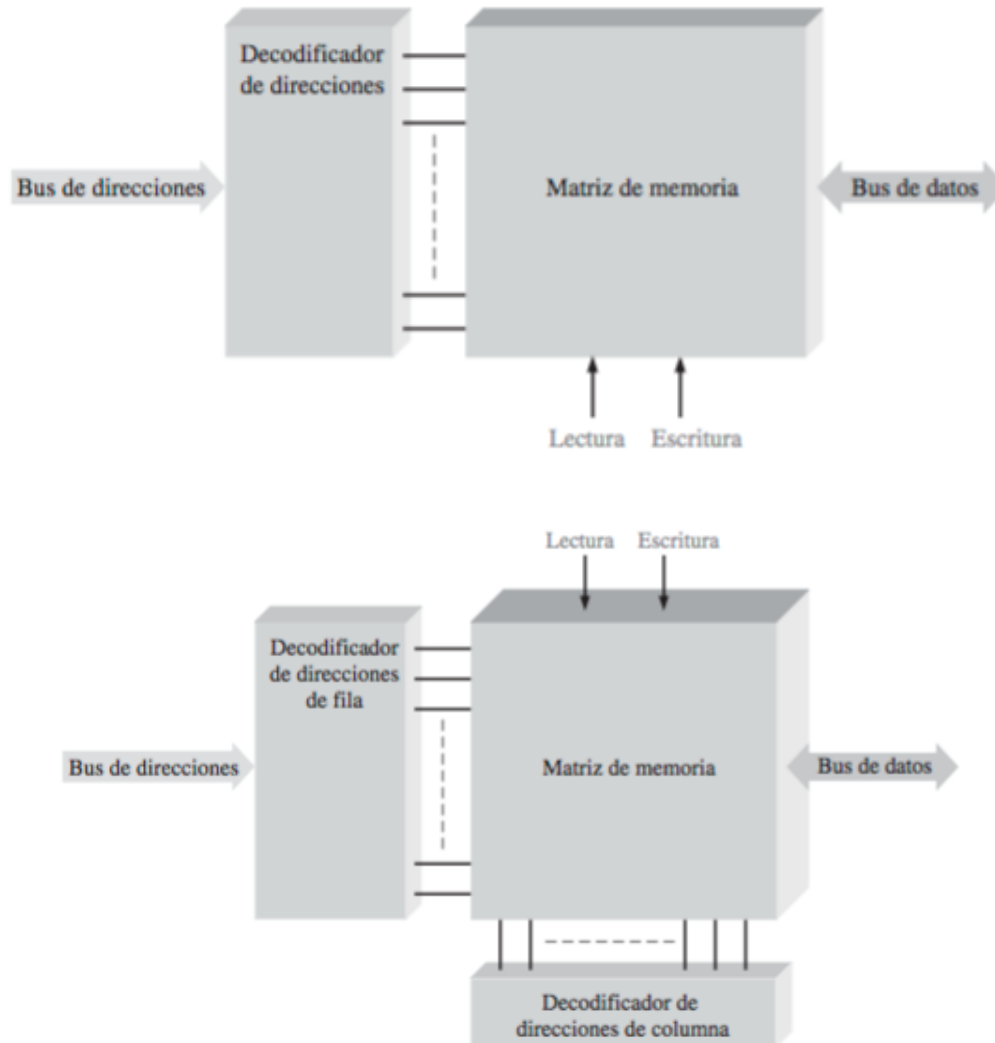 Decodificador
de direcciones
Bus de direcciones
Matriz de memoria
Bus de datos
Lectura
Escritura
Lectura
Escritura
Decodificador
de direcciones
de fila
Bus de direcciones
Matriz de memoria
Bus de datos
Decodificador de
direcciones de columna